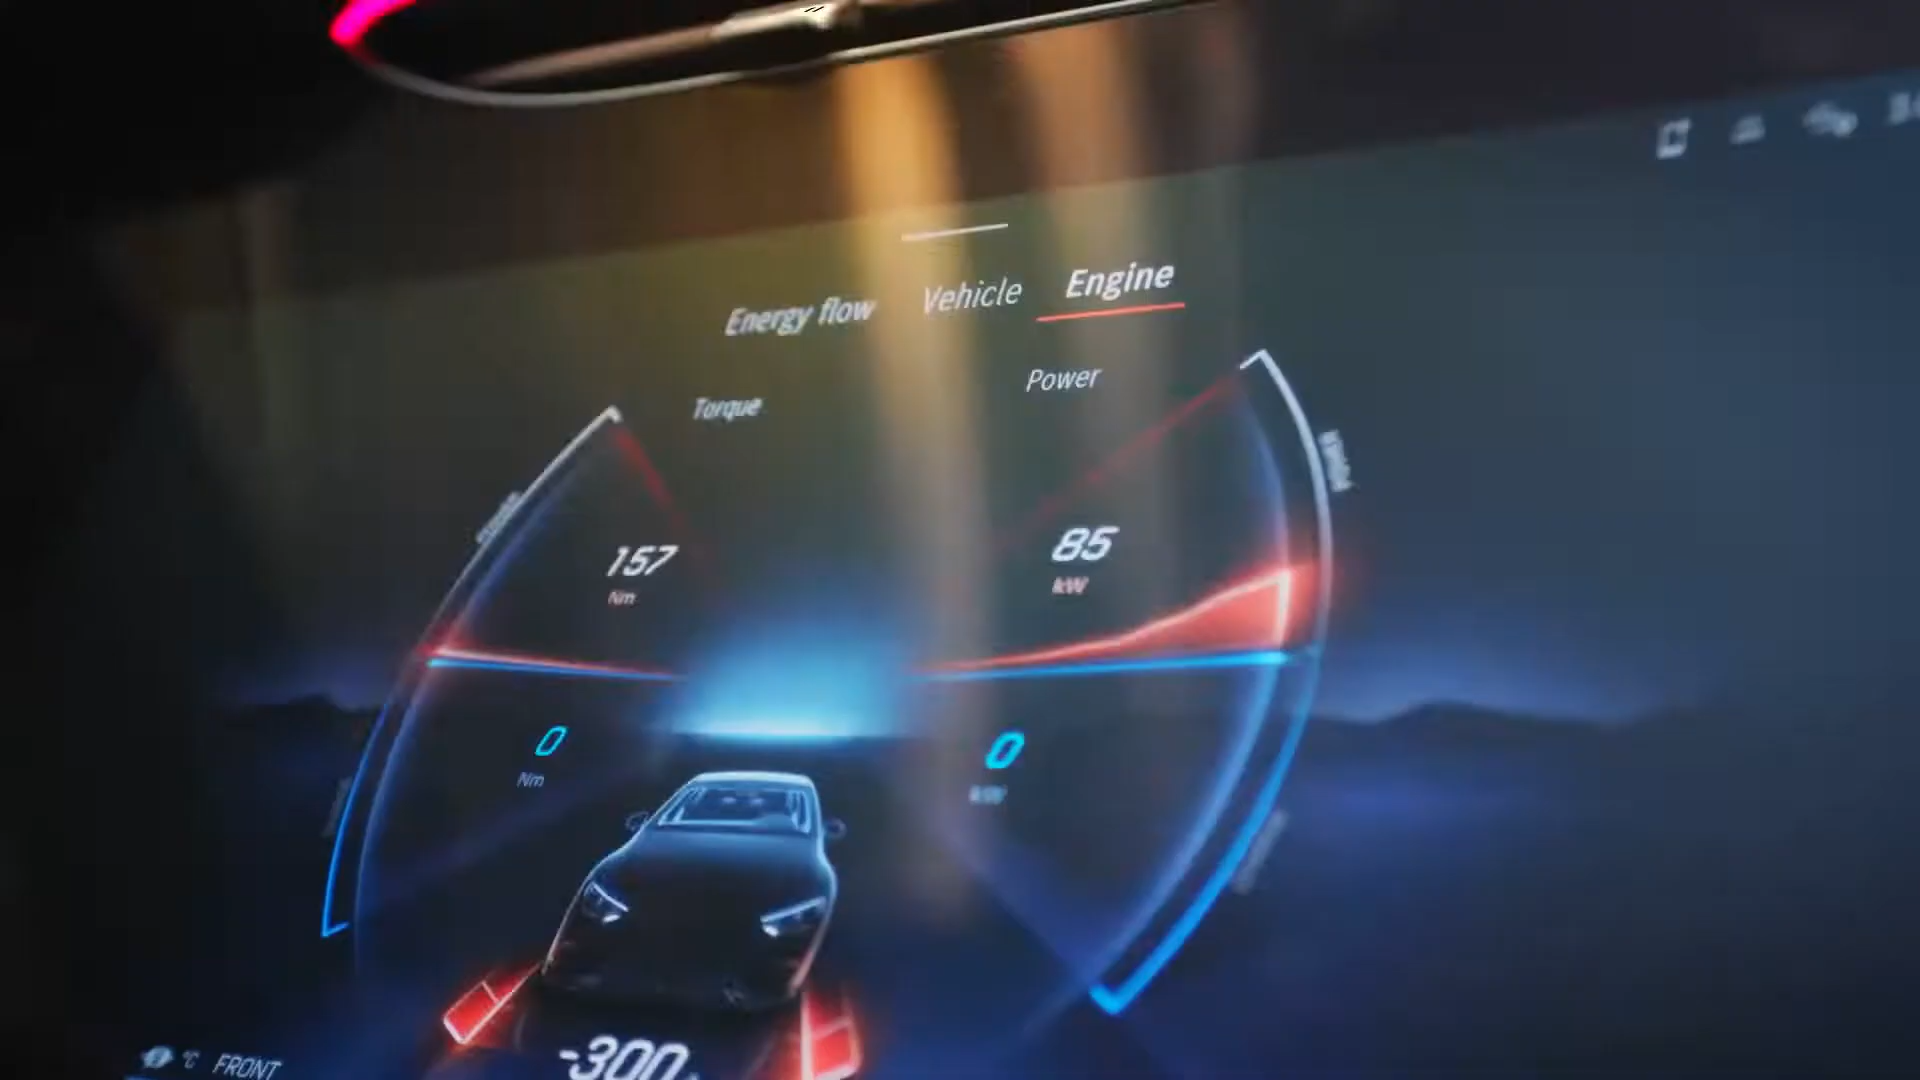 Energy flow Vehicle Engine
Torque Power
157 85
Nm kW
0 0
Nm kW
-300
°C FRONT